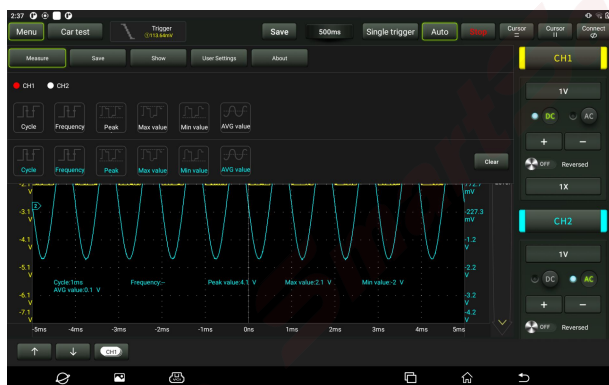 2:37
Menu Car test Trigger Save 500ms Single trigger Auto Cursor Cursor Connect
①113.64mV
Measure Save Show User Settings About
CH1
CH1 CH2
1V
DC AC
Cycle Frequency Peak Max value Min value AVG value
+ −
OFF Reversed
Cycle Frequency Peak Max value Min value AVG value
Clear
1X
-2.1
V
-3.1
V
-4.1
V
-5.1
V
-6.1
V
-7.1
V
-227.3
mV
-1.2
V
-2.2
V
-3.2
V
-4.2
V
CH2
1V
DC AC
+ −
OFF Reversed
Cycle:1ms Frequency:-- Peak value:4.1 V Max value:2.1 V Min value:-2 V
AVG value:0.1 V
-5ms -4ms -3ms -2ms -1ms 0ns 1ms 2ms 3ms 4ms 5ms
CH1